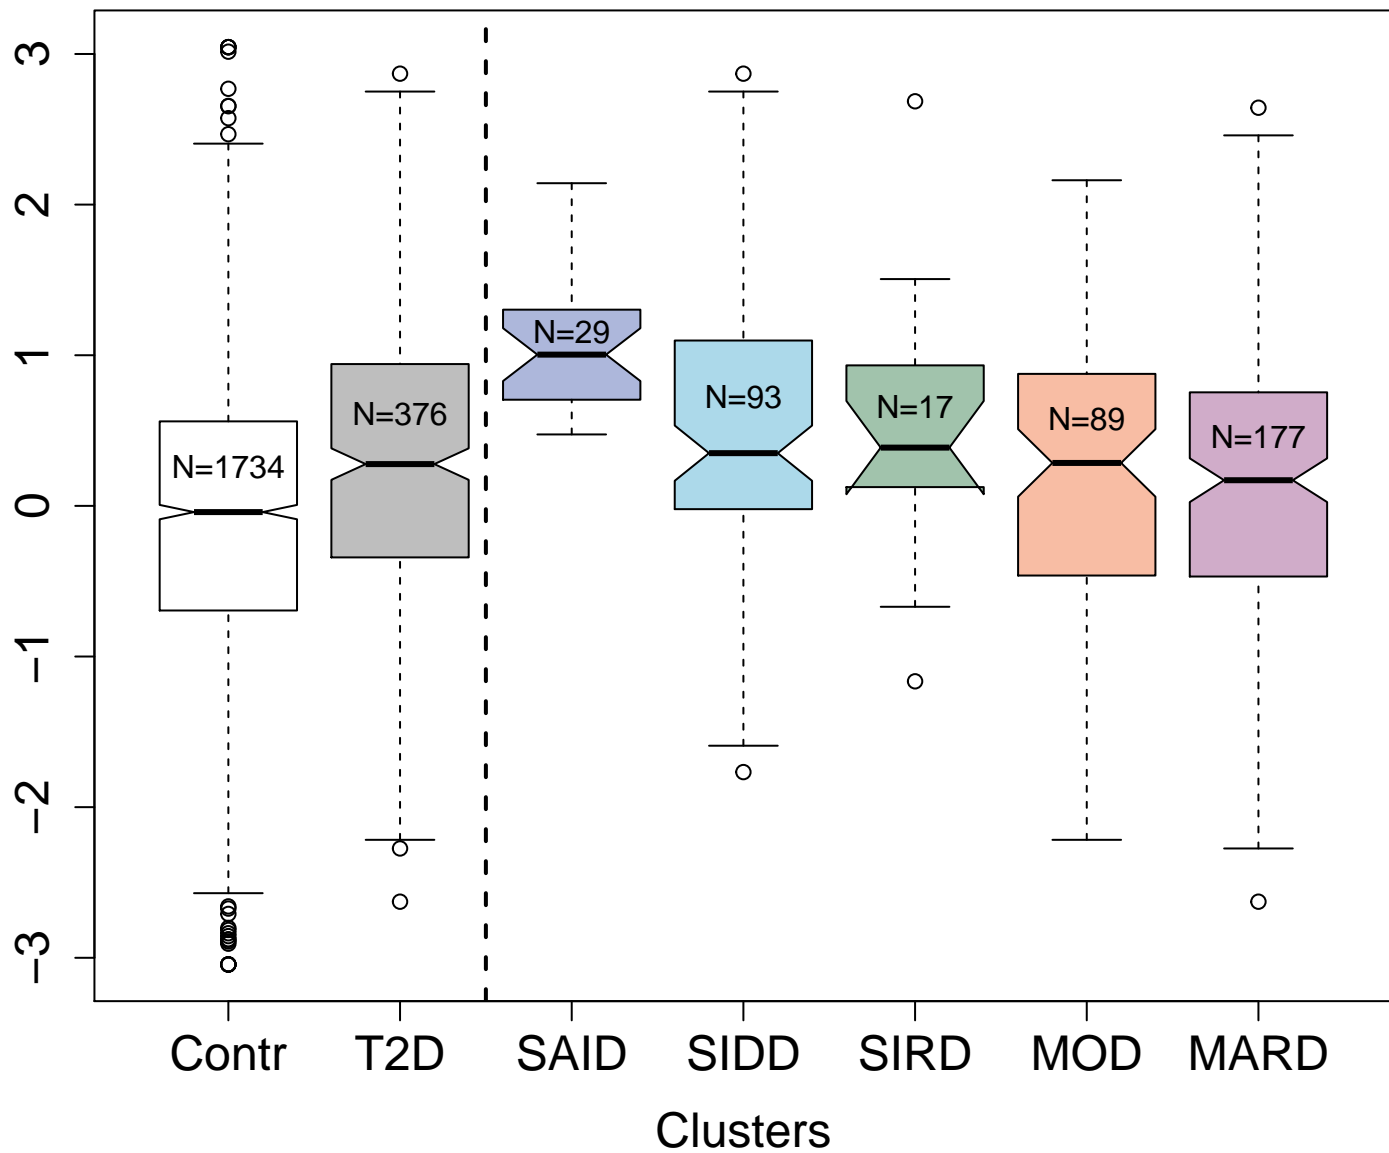 3
2
1
0
−1
−2
−3
N=1734
N=376
N=29
N=93
N=17
N=89
N=177
Contr T2D SAID SIDD SIRD MOD MARD
Clusters